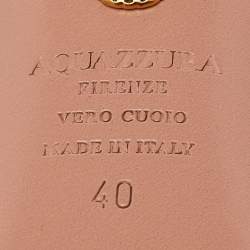 AQUAZZURA
FIRENZE
VERO CUOIO
MADE IN ITALY
40